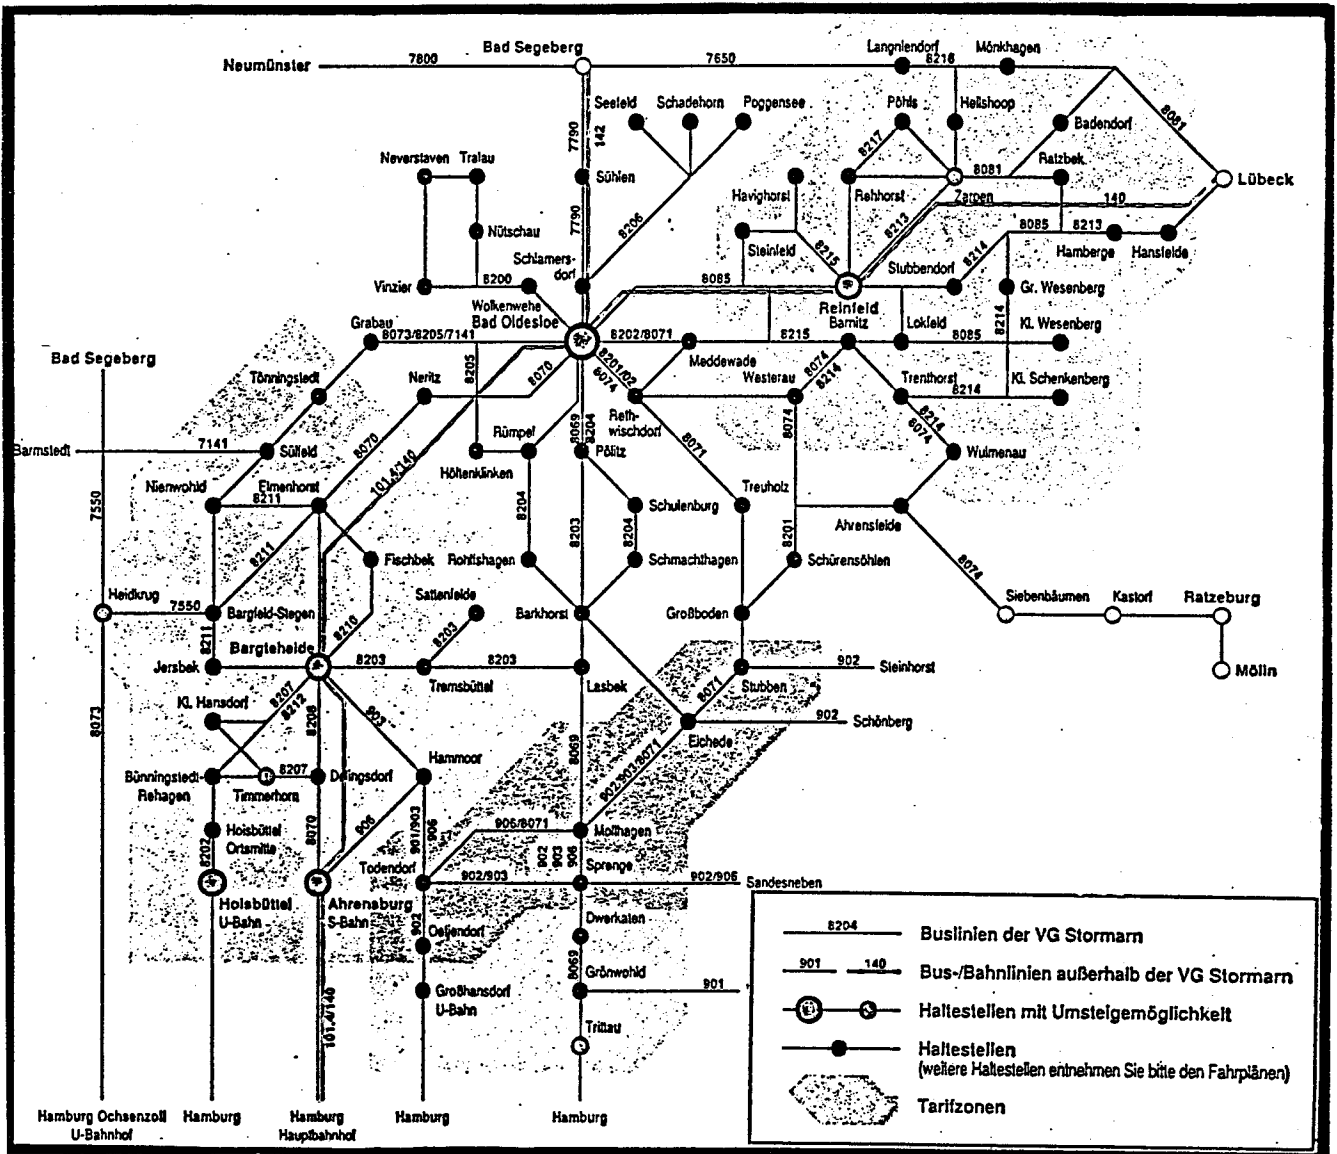 Bad Segeberg
Neumünster
7800
7650
Langniendorf
8216
Mönkhagen
Seefeld
Schadehorn
Poggensee
Pöhls
Heilshoop
Badendorf
8081
7790
142
8217
Ratzbek
Neverstaven
Tralau
Sühlen
Havighorst
Rehhorst
8081
Zarpen
140
Lübeck
7790
8206
8213
8085
8213
Nütschau
Steinfeld
8215
Stubbendorf
8214
Hamberge
Hansfelde
Schlamers-
dorf
Vinzier
8200
Wolkenwehe
8085
Reinfeld
Gr. Wesenberg
Bad Oldesloe
Grabau
8073/8205/7141
8202/8071
8215
Barnitz
Lokfeld
8085
8214
Kl. Wesenberg
Bad Segeberg
8205
8201/02
8074
Meddewade
Tönningstedt
Neritz
8070
Westerau
8074
8214
Trenthorst
8214
Kl. Schenkenberg
8069
8204
Reth-
wischdorf
8074
8214
8074
Barmstedt
7141
Sülfeld
8070
101.4/140
Rümpel
Höltenklinken
Pölitz
8071
Wulmenau
Nienwohld
8211
Elmenhorst
Treuholz
7550
8204
Schulenburg
8203
8204
8201
Ahrensfelde
8211
Fischbek
Rohlfshagen
Schmachthagen
Schürensöhlen
8074
Heidkrug
7550
Bargfeld-Stegen
Sattenfelde
8203
Barkhorst
Großboden
Siebenbäumen
Kastorf
Ratzeburg
8211
8210
Bargteheide
Jersbek
8203
Tremsbüttel
8203
Lasbek
Stubben
902
Steinhorst
Mölln
Kl. Hansdorf
8207
8212
8208
903
8071
8073
8069
Eichede
902
Schönberg
Bünningstedt-
Rehagen
8207
Timmerhorn
Delingsdorf
Hammoor
902/903/8071
Hoisbüttel
Ortsmitte
8202
8070
906
901/903
906
906/8071
Mollhagen
902
903
906
Todendorf
902/903
Sprenge
902/906
Sandesneben
Hoisbüttel
U-Bahn
Ahrensburg
S-Bahn
902
Oetjendorf
Dwerkaten
8069
Grönwohld
901
Großhansdorf
U-Bahn
101.4/140
Trittau
Hamburg Ochsenzoll
U-Bahnhof
Hamburg
Hamburg
Hauptbahnhof
Hamburg
Hamburg
8204
Buslinien der VG Stormarn
901
140
Bus-/Bahnlinien außerhalb der VG Stormarn
Haltestellen mit Umsteigemöglichkeit
Haltestellen
(weitere Haltestellen entnehmen Sie bitte den Fahrplänen)
Tarifzonen